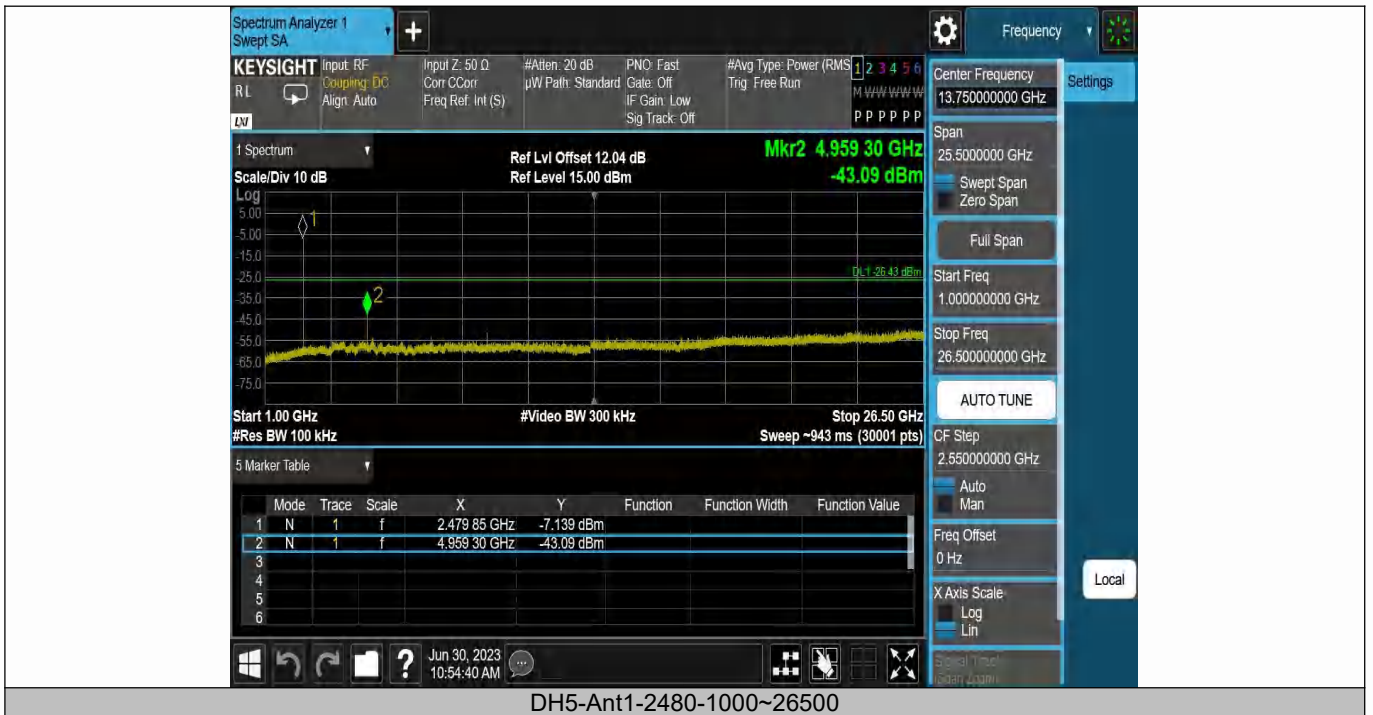 Spectrum Analyzer 1
Swept SA
+
Frequency
KEYSIGHT
RL
LXI
Input: RF
Coupling: DC
Align: Auto
Input Z: 50 Ω
Corr CCorr
Freq Ref: Int (S)
#Atten: 20 dB
µW Path: Standard
PNO: Fast
Gate: Off
IF Gain: Low
Sig Track: Off
#Avg Type: Power (RMS
Trig: Free Run
1 2 3 4 5 6
M W W W W W
P P P P P P
1 Spectrum
Scale/Div 10 dB
Ref Lvl Offset 12.04 dB
Ref Level 15.00 dBm
Mkr2 4.959 30 GHz
-43.09 dBm
Log
5.00
-5.00
-15.0
-25.0
-35.0
-45.0
-55.0
-65.0
-75.0
1
2
DL1 -26.43 dBm
Start 1.00 GHz
#Res BW 100 kHz
#Video BW 300 kHz
Stop 26.50 GHz
Sweep ~943 ms (30001 pts)
5 Marker Table
Mode Trace Scale X Y Function Function Width Function Value
1 N 1 f 2.479 85 GHz -7.139 dBm
2 N 1 f 4.959 30 GHz -43.09 dBm
3
4
5
6
Center Frequency
13.750000000 GHz
Settings
Span
25.5000000 GHz
Swept Span
Zero Span
Full Span
Start Freq
1.000000000 GHz
Stop Freq
26.500000000 GHz
AUTO TUNE
CF Step
2.550000000 GHz
Auto
Man
Freq Offset
0 Hz
X Axis Scale
Log
Lin
Signal Track
(Span Zoom)
Local
?
Jun 30, 2023
10:54:40 AM
DH5-Ant1-2480-1000~26500